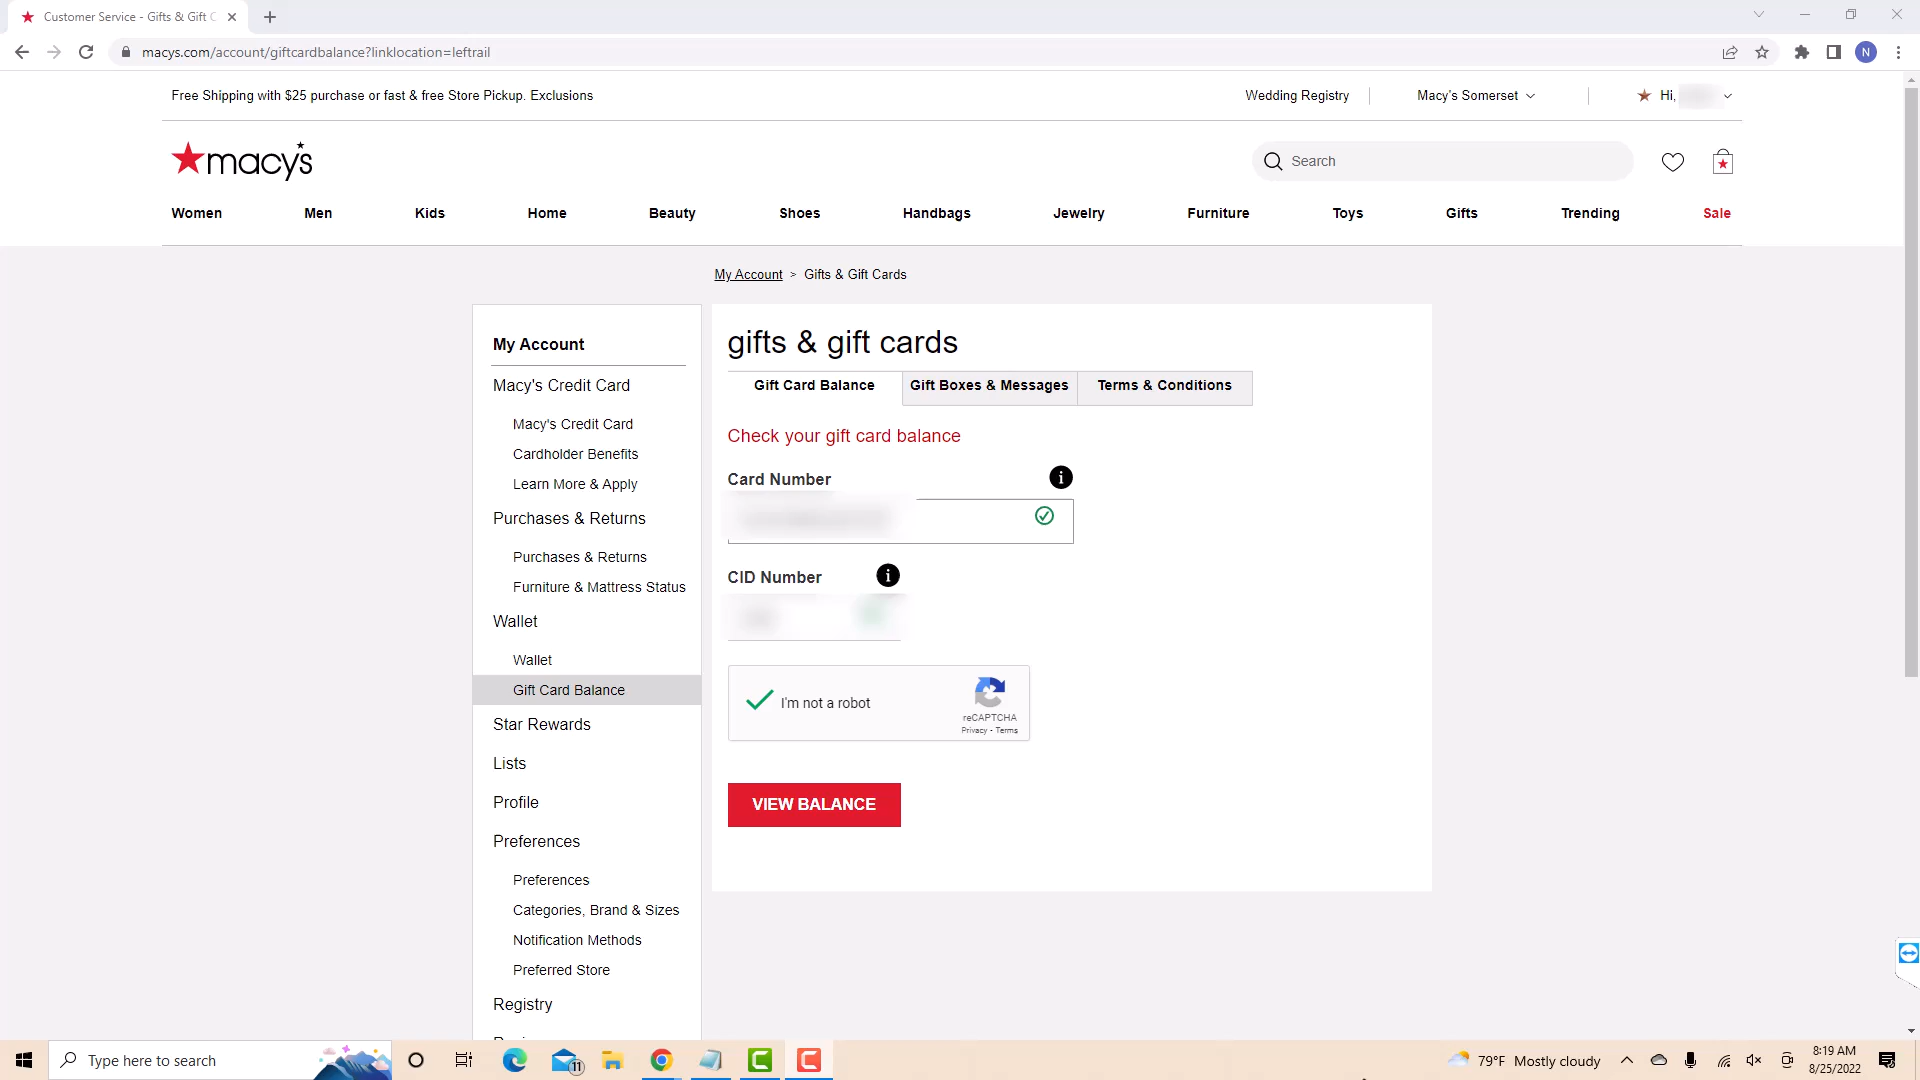 Customer Service - Gifts & Gift C
macys.com/account/giftcardbalance?linklocation=leftrail
N
Free Shipping with $25 purchase or fast & free Store Pickup. Exclusions
Wedding Registry
Macy's Somerset
Hi,
macy's
Search
Women
Men
Kids
Home
Beauty
Shoes
Handbags
Jewelry
Furniture
Toys
Gifts
Trending
Sale
My Account > Gifts & Gift Cards
My Account
Macy's Credit Card
Macy's Credit Card
Cardholder Benefits
Learn More & Apply
Purchases & Returns
Purchases & Returns
Furniture & Mattress Status
Wallet
Wallet
Gift Card Balance
Star Rewards
Lists
Profile
Preferences
Preferences
Categories, Brand & Sizes
Notification Methods
Preferred Store
Registry
gifts & gift cards
Gift Card Balance
Gift Boxes & Messages
Terms & Conditions
Check your gift card balance
Card Number
CID Number
I'm not a robot
reCAPTCHA
Privacy - Terms
VIEW BALANCE
Type here to search
11
79°F Mostly cloudy
8:19 AM
8/25/2022